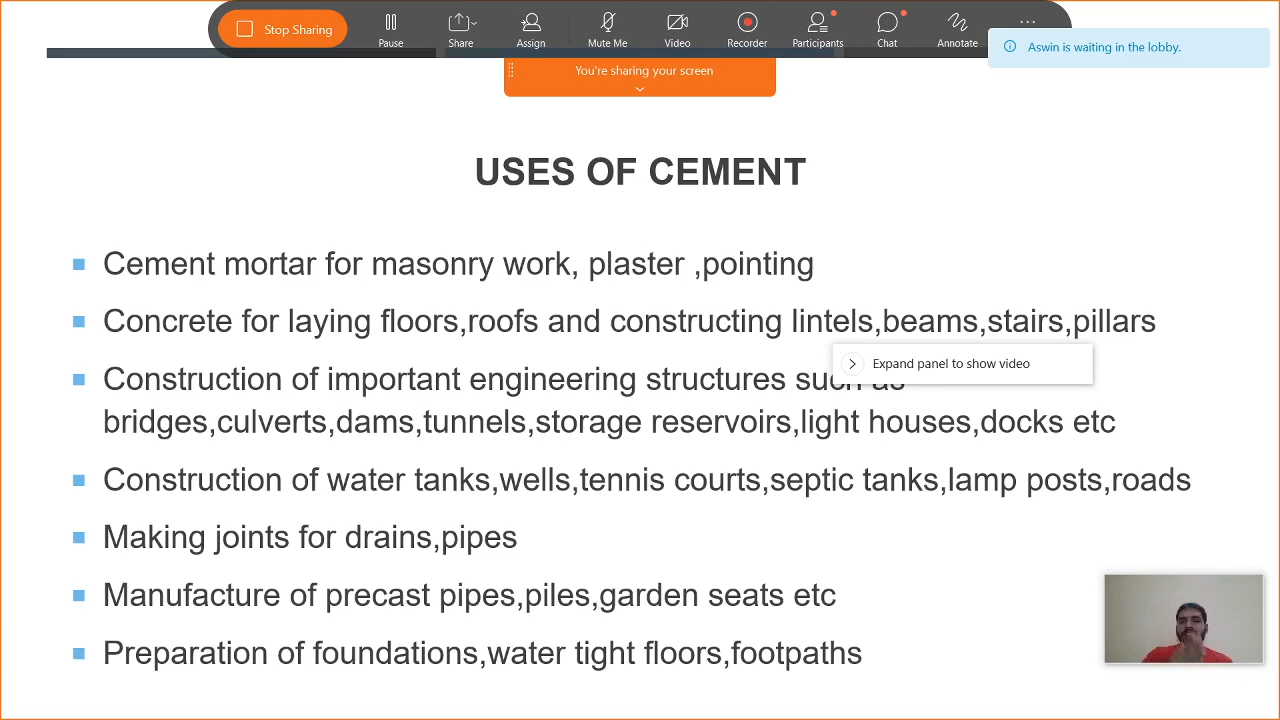 Stop Sharing
Pause
Share
Assign
Mute Me
Video
Recorder
Participants
Chat
Annotate
Aswin is waiting in the lobby.
You're sharing your screen
USES OF CEMENT
Cement mortar for masonry work, plaster ,pointing
Concrete for laying floors,roofs and constructing lintels,beams,stairs,pillars
Expand panel to show video
Construction of important engineering structures such as
bridges,culverts,dams,tunnels,storage reservoirs,light houses,docks etc
Construction of water tanks,wells,tennis courts,septic tanks,lamp posts,roads
Making joints for drains,pipes
Manufacture of precast pipes,piles,garden seats etc
Preparation of foundations,water tight floors,footpaths